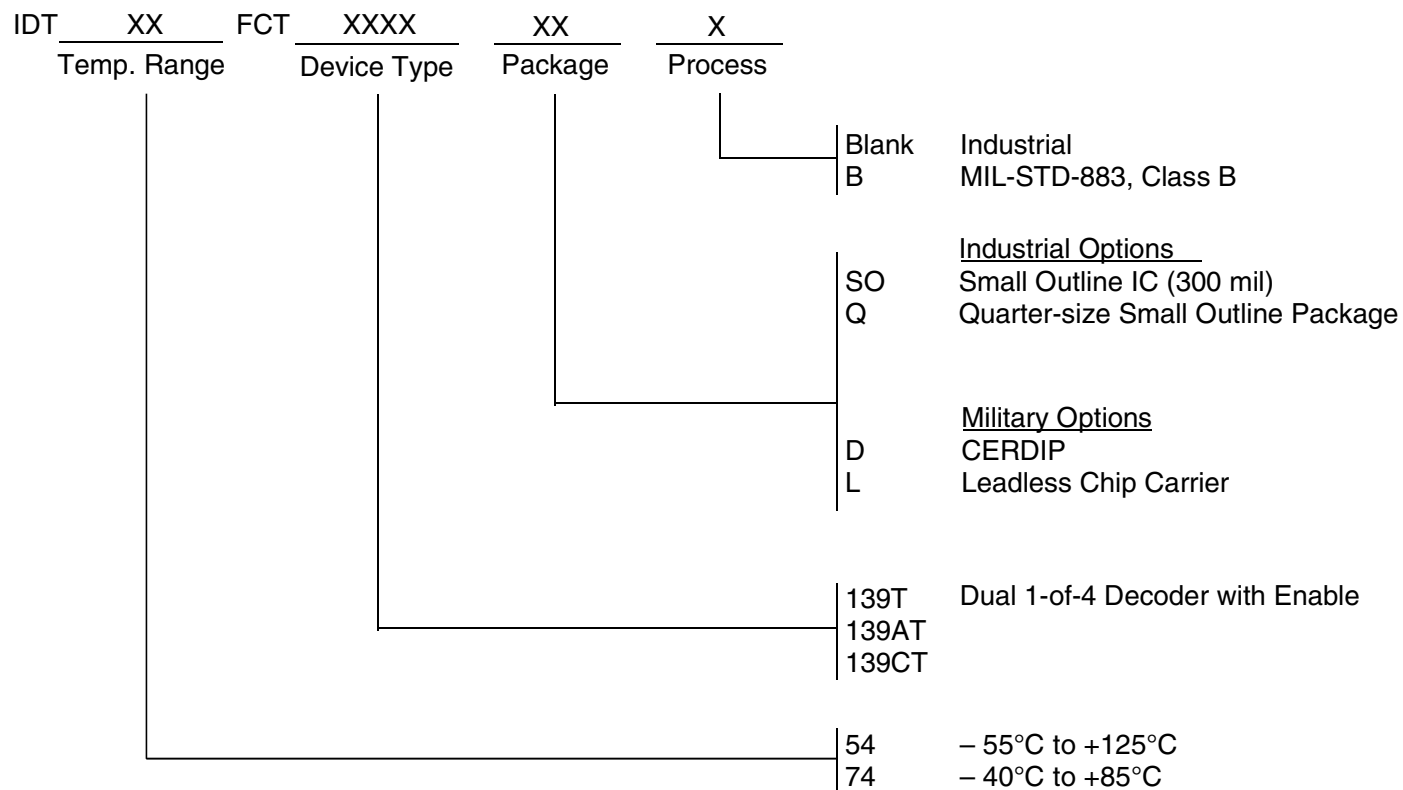 IDT XX FCT XXXX XX X
Temp. Range Device Type Package Process
Blank Industrial
B MIL-STD-883, Class B
Industrial Options
SO Small Outline IC (300 mil)
Q Quarter-size Small Outline Package
Military Options
D CERDIP
L Leadless Chip Carrier
139T Dual 1-of-4 Decoder with Enable
139AT
139CT
54 – 55°C to +125°C
74 – 40°C to +85°C